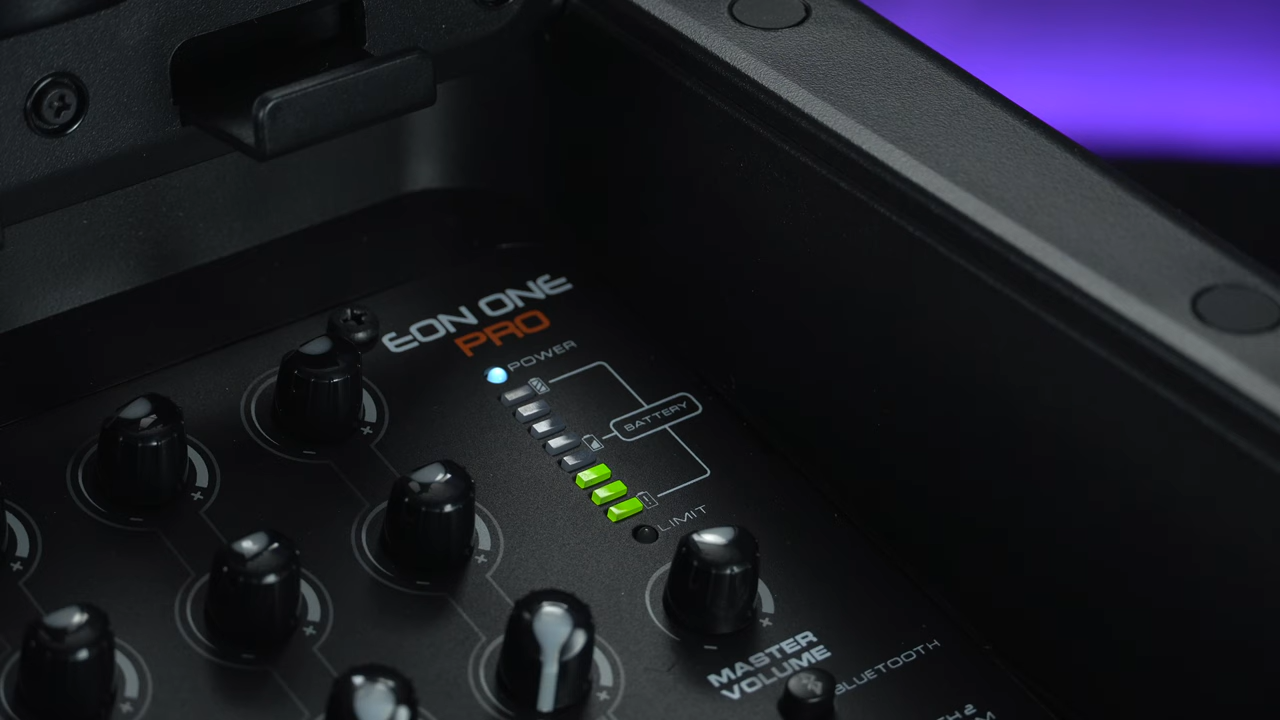 EON ONE
PRO
POWER
BATTERY
LIMIT
MASTER
VOLUME
BLUETOOTH